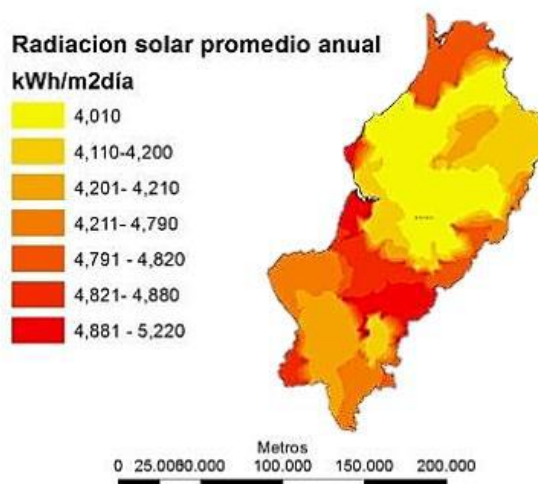 Radiacion solar promedio anual
kWh/m2día
4,010
4,110-4,200
4,201- 4,210
4,211- 4,790
4,791 - 4,820
4,821- 4,880
4,881 - 5,220
Metros
0 25.000 50.000 100.000 150.000 200.000